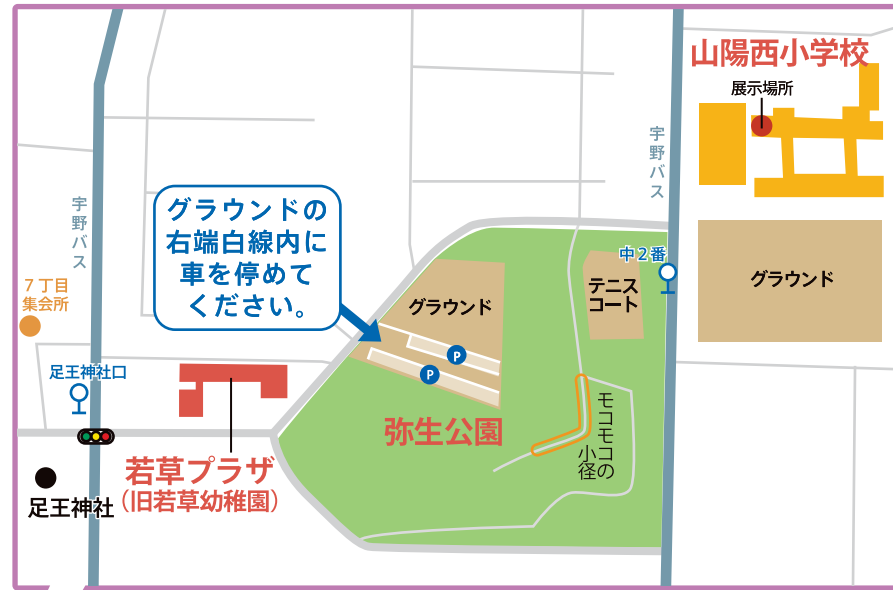 山陽西小学校
展示場所
宇野バス
宇野バス
グラウンドの
右端白線内に
車を停めて
ください。
中2番
グラウンド
テニス
コート
グラウンド
7丁目
集会所
P
P
足王神社口
モコモコの
小径
弥生公園
若草プラザ
(旧若草幼稚園)
足王神社